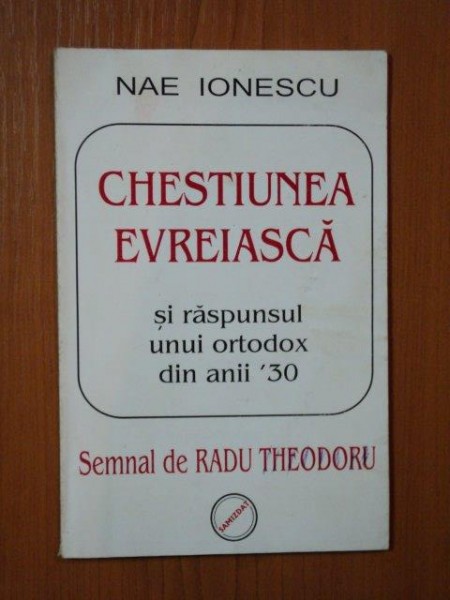 NAE IONESCU
CHESTIUNEA
EVREIASCĂ
și răspunsul
unui ortodox
din anii '30
Semnal de RADU THEODORU
SAMIZDAT